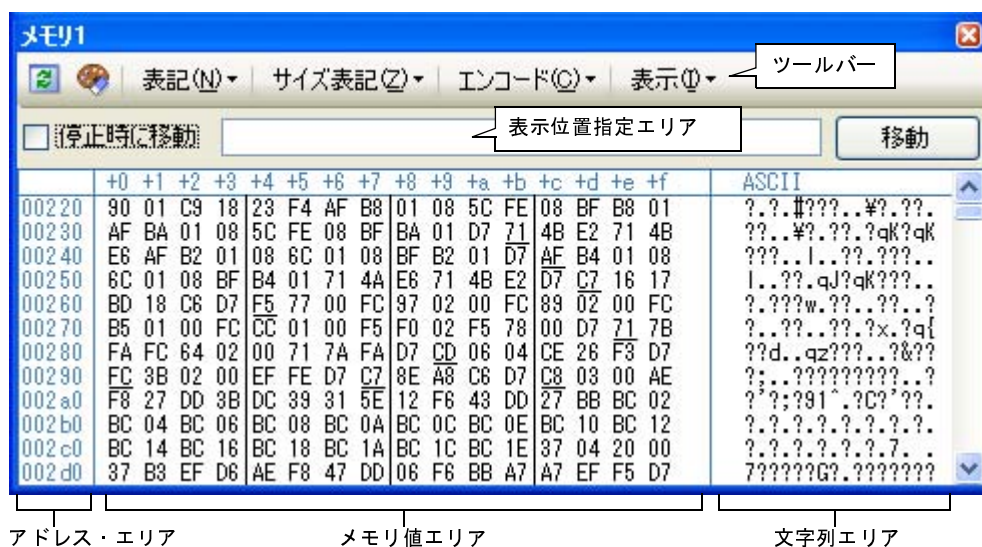 メモリ1
表記(N) サイズ表記(Z) エンコード(C) 表示(I) ツールバー
停止時に移動 表示位置指定エリア 移動
+0 +1 +2 +3 +4 +5 +6 +7 +8 +9 +a +b +c +d +e +f ASCII
00220 90 01 C9 18 23 F4 AF B8 01 08 5C FE 08 BF B8 01 ?.?.#???..¥?.??.
00230 AF BA 01 08 5C FE 08 BF BA 01 D7 71 4B E2 71 4B ??..¥?.??.?qK?qK
00240 E6 AF B2 01 08 6C 01 08 BF B2 01 D7 AF B4 01 08 ???..l..??.???..
00250 6C 01 08 BF B4 01 71 4A E6 71 4B E2 D7 C7 16 17 l..??.qJ?qK???..
00260 BD 18 C6 D7 F5 77 00 FC 97 02 00 FC 89 02 00 FC ?.???w.??..??..?
00270 B5 01 00 FC CC 01 00 F5 F0 02 F5 78 00 D7 71 7B ?..??..??.?x.?q{
00280 FA FC 64 02 00 71 7A FA D7 CD 06 04 CE 26 F3 D7 ??d..qz???..?&??
00290 FC 3B 02 00 EF FE D7 C7 8E A8 C6 D7 C8 03 00 AE ?;..?????????..?
002a0 F8 27 DD 3B DC 39 31 5E 12 F6 43 DD 27 BB BC 02 ?'?;?91^.?C?'??.
002b0 BC 04 BC 06 BC 08 BC 0A BC 0C BC 0E BC 10 BC 12 ?.?.?.?.?.?.?.?.
002c0 BC 14 BC 16 BC 18 BC 1A BC 1C BC 1E 37 04 20 00 ?.?.?.?.?.?.7. .
002d0 37 B3 EF D6 AE F8 47 DD 06 F6 BB A7 A7 EF F5 D7 7?????G?.???????
アドレス・エリア メモリ値エリア 文字列エリア